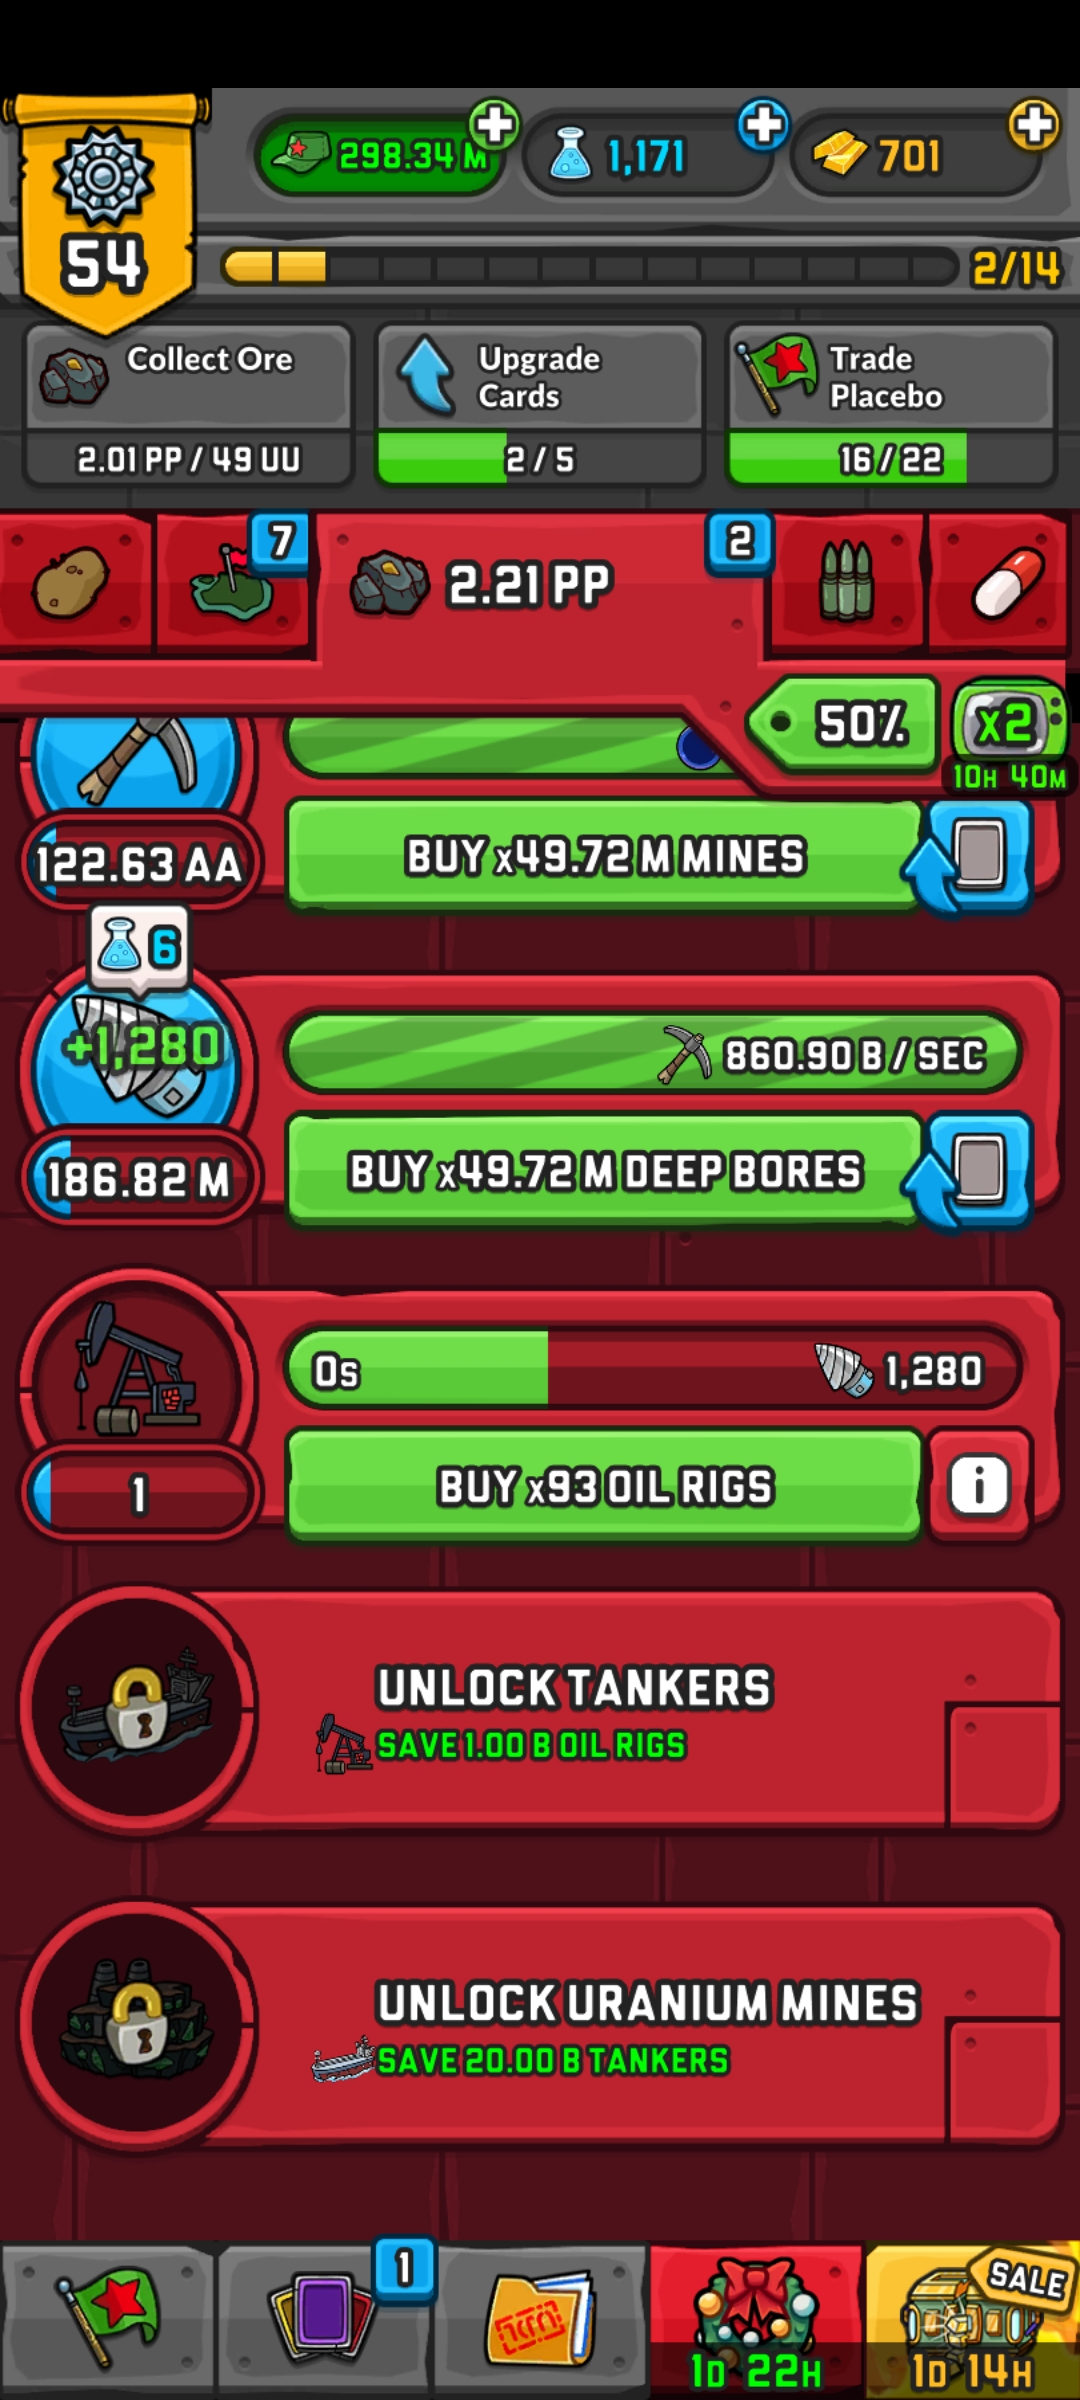 298.34 M
1,171
701
54
2/14
Collect Ore
2.01 PP / 49 UU
Upgrade
Cards
2 / 5
Trade
Placebo
16 / 22
7
2.21 PP
2
50%
x2
10H 40M
122.63 AA
BUY x49.72 M MINES
6
+1,280
860.90 B / SEC
186.82 M
BUY x49.72 M DEEP BORES
0s
1,280
1
BUY x93 OIL RIGS
i
UNLOCK TANKERS
SAVE 1.00 B OIL RIGS
UNLOCK URANIUM MINES
SAVE 20.00 B TANKERS
1
SALE
1D 22H
1D 14H